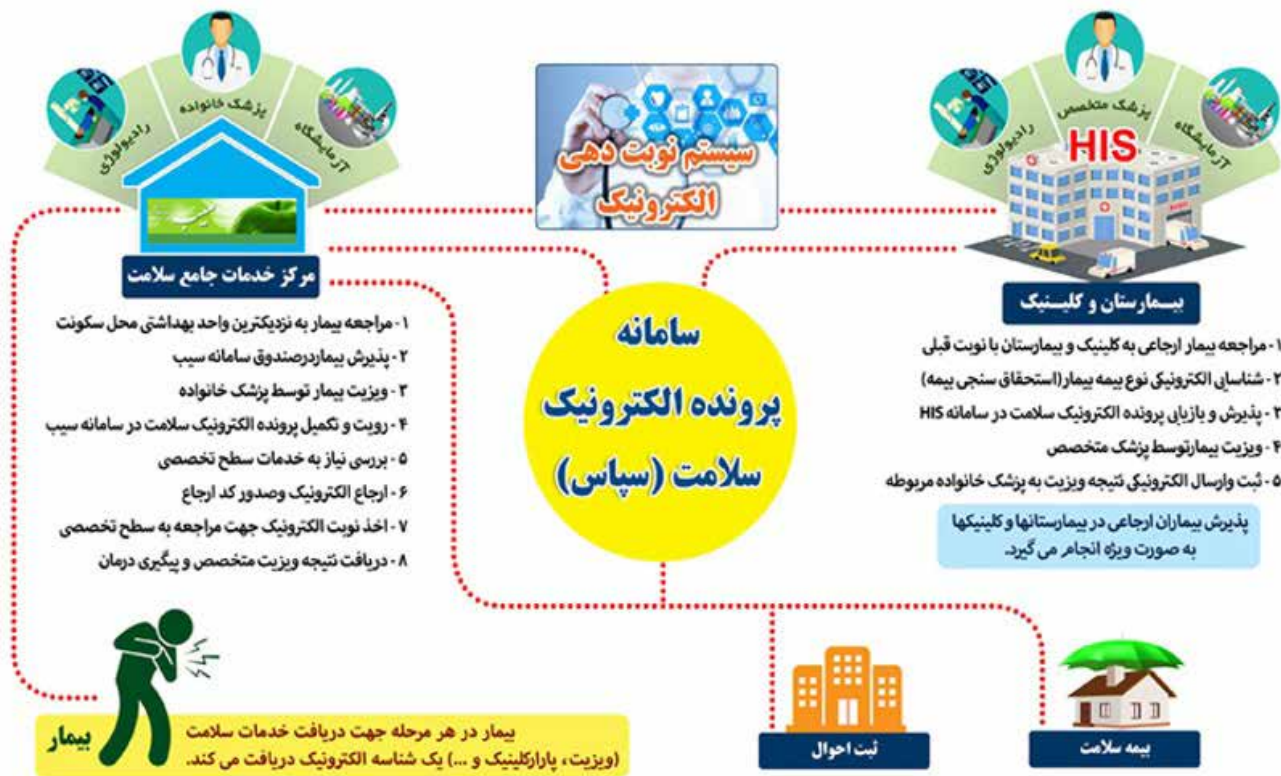 پزشک متخصص
رادیولوژی
آزمایشگاه
HIS
بیمارستان و کلینیک
۱- مراجعه بیمار ارجاعی به کلینیک و بیمارستان با نوبت قبلی
۲- شناسایی الکترونیکی نوع بیمه بیمار(استحقاق سنجی بیمه)
۳- پذیرش و بازیابی پرونده الکترونیک سلامت در سامانه HIS
۴- ویزیت بیمارتوسط پزشک متخصص
۵- ثبت وارسال الکترونیکی نتیجه ویزیت به پزشک خانواده مربوطه
پذیرش بیماران ارجاعی در بیمارستانها و کلینیکها
به صورت ویژه انجام می گیرد.
سیستم نوبت دهی
الکترونیک
سامانه
پرونده الکترونیک
سلامت (سپاس)
پزشک خانواده
رادیولوژی
آزمایشگاه
سیب
مرکز خدمات جامع سلامت
۱- مراجعه بیمار به نزدیکترین واحد بهداشتی محل سکونت
۲- پذیرش بیماردرصندوق سامانه سیب
۳- ویزیت بیمار توسط پزشک خانواده
۴- رویت و تکمیل پرونده الکترونیک سلامت در سامانه سیب
۵- بررسی نیاز به خدمات سطح تخصصی
۶- ارجاع الکترونیک وصدور کد ارجاع
۷- اخذ نوبت الکترونیک جهت مراجعه به سطح تخصصی
۸- دریافت نتیجه ویزیت متخصص و پیگیری درمان
بیمه سلامت
ثبت احوال
بیمار
بیمار در هر مرحله جهت دریافت خدمات سلامت
(ویزیت، پاراکلینیک و ...) یک شناسه الکترونیک دریافت می کند.